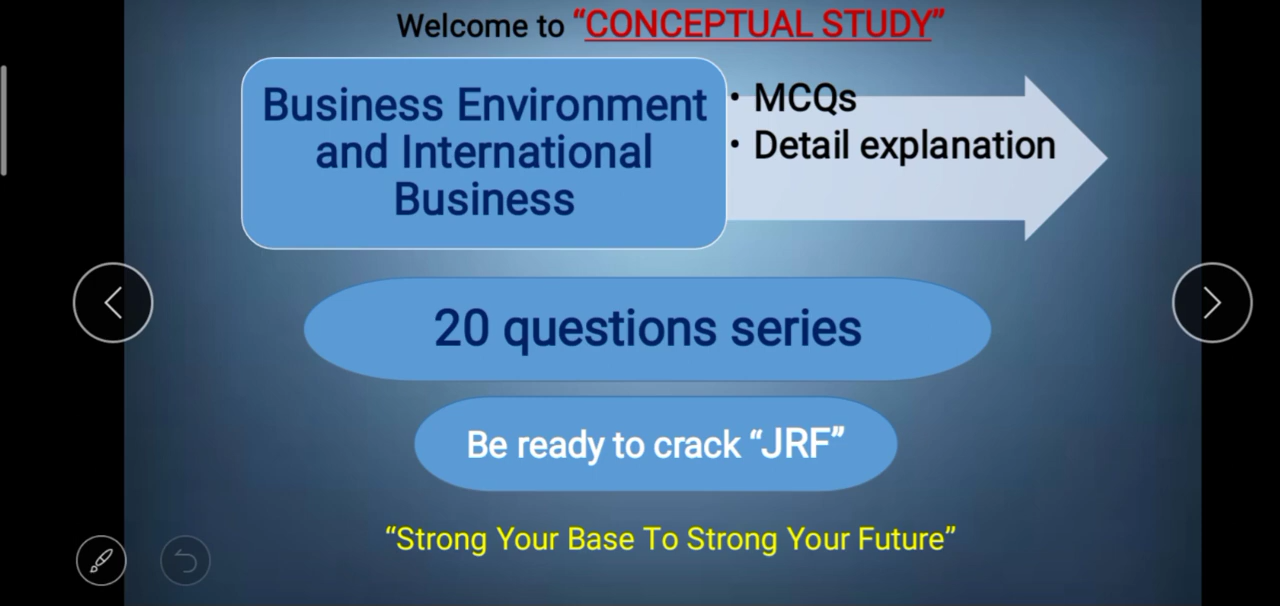 Welcome to “CONCEPTUAL STUDY”
Business Environment
and International
Business
• MCQs
• Detail explanation
20 questions series
Be ready to crack “JRF”
“Strong Your Base To Strong Your Future”